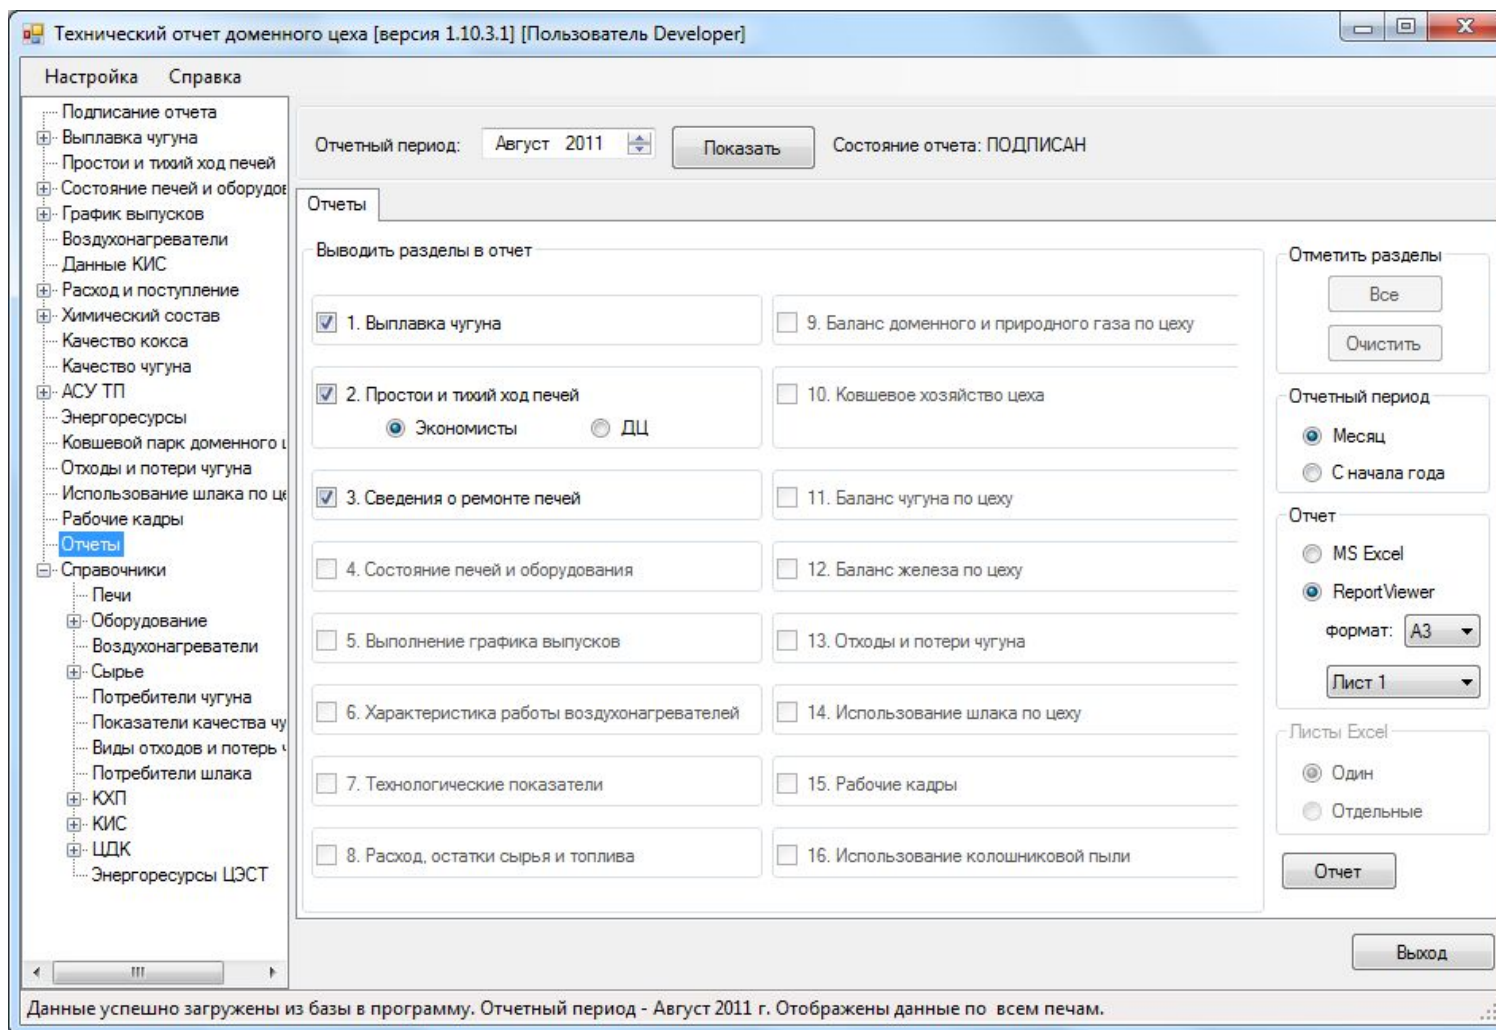 Технический отчет доменного цеха [версия 1.10.3.1] [Пользователь Developer]
Настройка Справка
Подписание отчета
Выплавка чугуна
Простои и тихий ход печей
Состояние печей и оборудов
График выпусков
Воздухонагреватели
Данные КИС
Расход и поступление
Химический состав
Качество кокса
Качество чугуна
АСУ ТП
Энергоресурсы
Ковшевой парк доменного ц
Отходы и потери чугуна
Использование шлака по це
Рабочие кадры
Отчеты
Справочники
Печи
Оборудование
Воздухонагреватели
Сырье
Потребители чугуна
Показатели качества чу
Виды отходов и потерь ч
Потребители шлака
КХП
КИС
ЦДК
Энергоресурсы ЦЭСТ
Отчетный период: Август 2011 Показать Состояние отчета: ПОДПИСАН
Отчеты
Выводить разделы в отчет
1. Выплавка чугуна
2. Простои и тихий ход печей
Экономисты ДЦ
3. Сведения о ремонте печей
4. Состояние печей и оборудования
5. Выполнение графика выпусков
6. Характеристика работы воздухонагревателей
7. Технологические показатели
8. Расход, остатки сырья и топлива
9. Баланс доменного и природного газа по цеху
10. Ковшевое хозяйство цеха
11. Баланс чугуна по цеху
12. Баланс железа по цеху
13. Отходы и потери чугуна
14. Использование шлака по цеху
15. Рабочие кадры
16. Использование колошниковой пыли
Отметить разделы
Все
Очистить
Отчетный период
Месяц
С начала года
Отчет
MS Excel
ReportViewer
формат: A3
Лист 1
Листы Excel
Один
Отдельные
Отчет
Выход
Данные успешно загружены из базы в программу. Отчетный период - Август 2011 г. Отображены данные по всем печам.